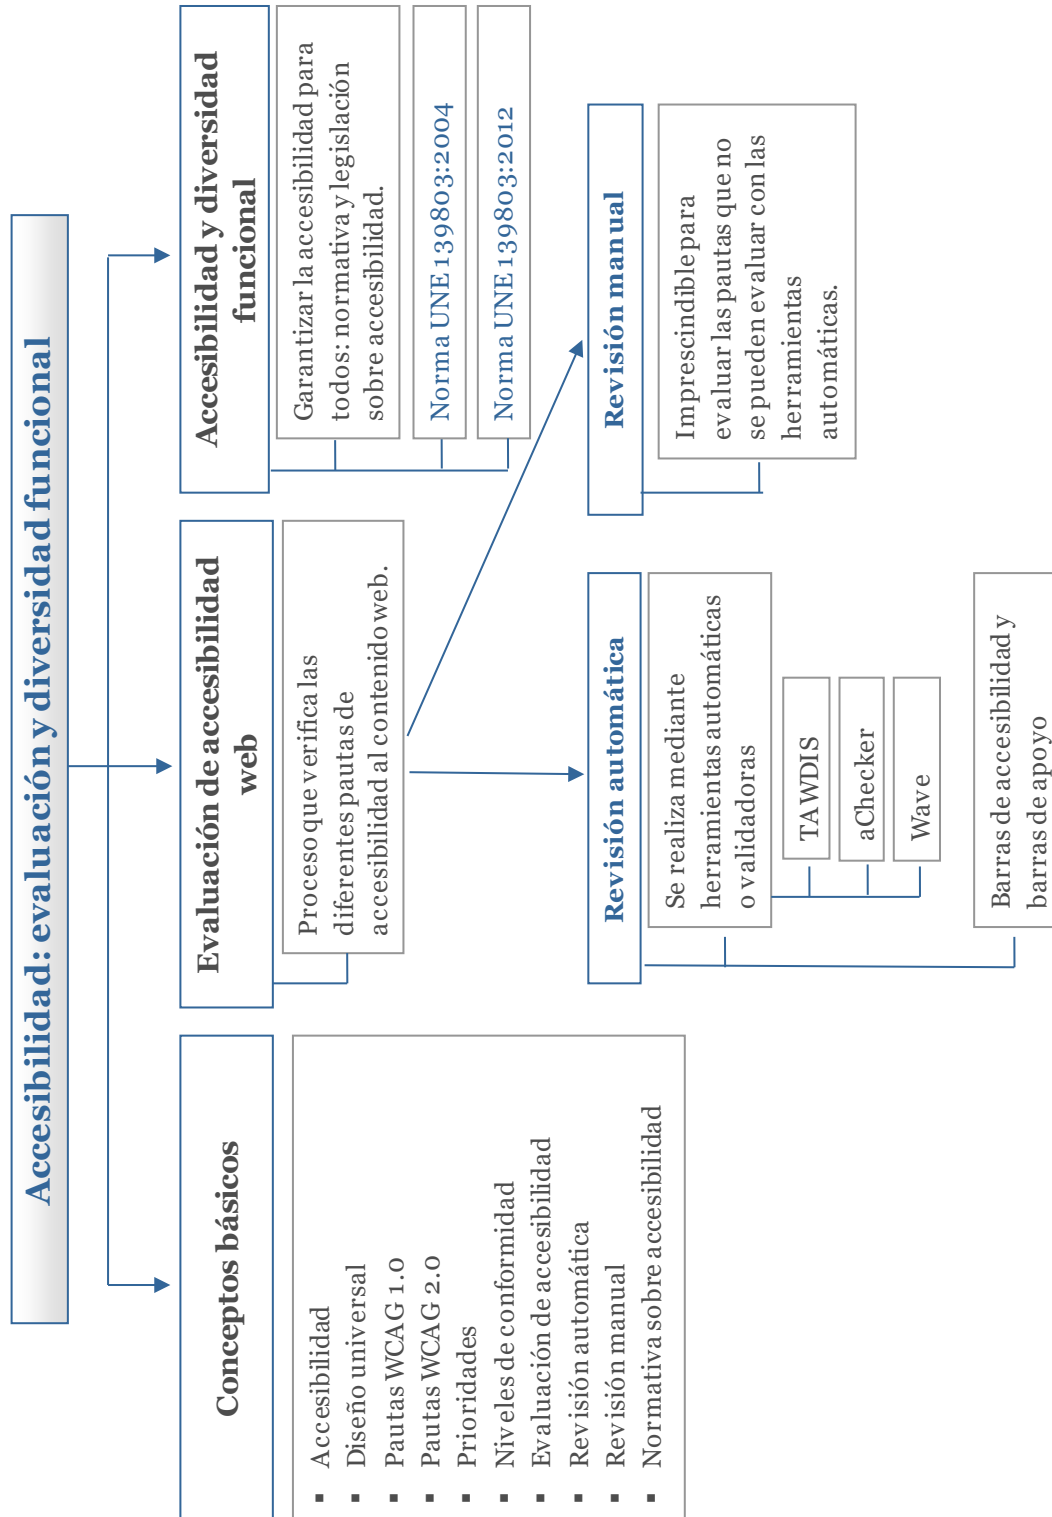 Accesibilidad: evaluación y diversidad funcional
Conceptos básicos
▪ Accesibilidad
▪ Diseño universal
▪ Pautas WCAG 1.0
▪ Pautas WCAG 2.0
▪ Prioridades
▪ Niveles de conformidad
▪ Evaluación de accesibilidad
▪ Revisión automática
▪ Revisión manual
▪ Normativa sobre accesibilidad
Evaluación de accesibilidad
web
Proceso que verifica las
diferentes pautas de
accesibilidad al contenido web.
Accesibilidad y diversidad
funcional
Garantizar la accesibilidad para
todos: normativa y legislación
sobre accesibilidad.
Norma UNE 139803:2004
Norma UNE 139803:2012
Revisión automática
Se realiza mediante
herramientas automáticas
o validadoras
TAWDIS
aChecker
Wave
Barras de accesibilidad y
barras de apoyo
Revisión manual
Imprescindible para
evaluar las pautas que no
se pueden evaluar con las
herramientas
automáticas.